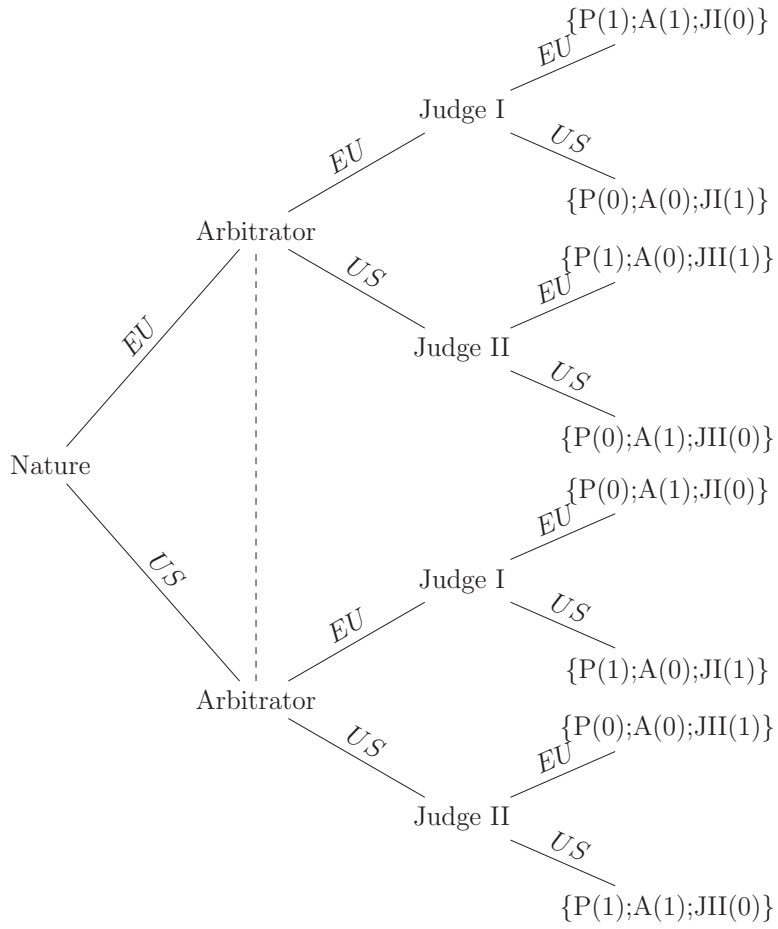 {P(1);A(1);JI(0)}
EU
Judge I
EU
US
{P(0);A(0);JI(1)}
Arbitrator
{P(1);A(0);JII(1)}
US
EU
EU
Judge II
US
{P(0);A(1);JII(0)}
Nature
{P(0);A(1);JI(0)}
EU
US
Judge I
EU
US
{P(1);A(0);JI(1)}
Arbitrator
{P(0);A(0);JII(1)}
US
EU
Judge II
US
{P(1);A(1);JII(0)}